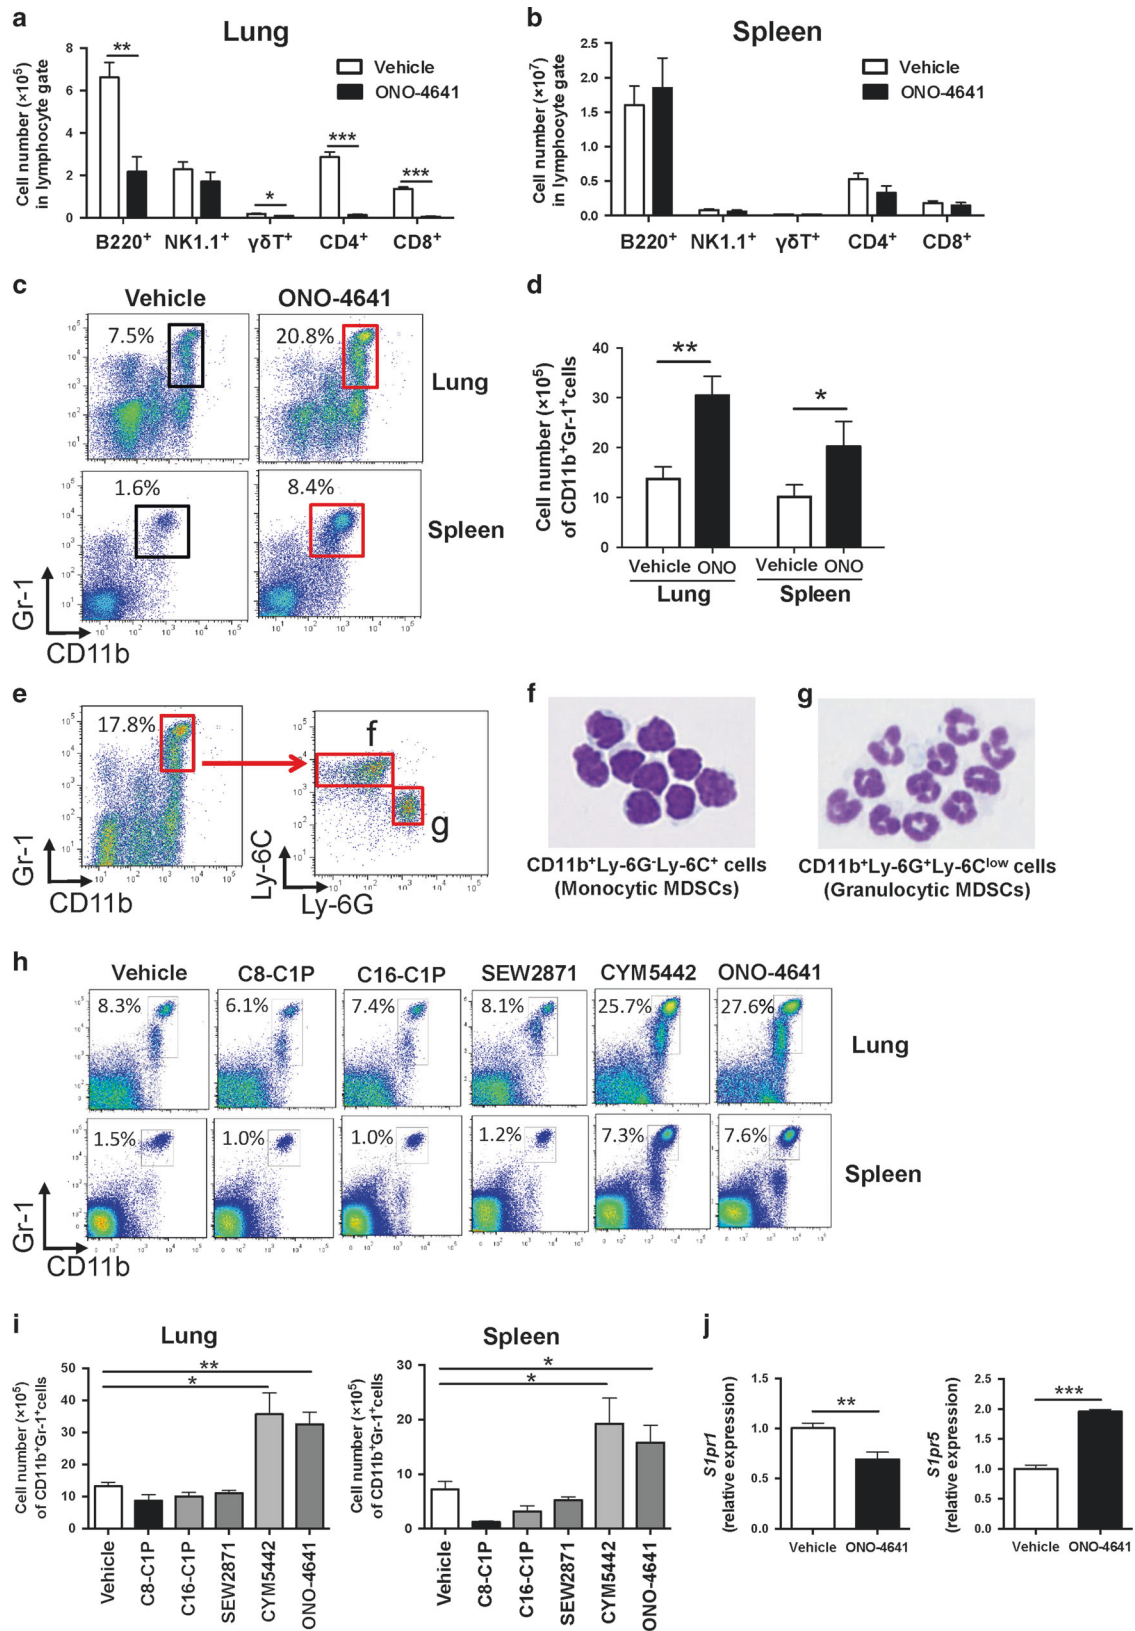 a
Lung
Cell number (×10⁵)
in lymphocyte gate
8
6
4
2
0
**
*
***
***
Vehicle
ONO-4641
B220⁺
NK1.1⁺
γδT⁺
CD4⁺
CD8⁺
b
Spleen
Cell number (×10⁷)
in lymphocyte gate
2.5
2.0
1.5
1.0
0.5
0.0
Vehicle
ONO-4641
B220⁺
NK1.1⁺
γδT⁺
CD4⁺
CD8⁺
c
Vehicle
ONO-4641
7.5%
20.8%
Lung
1.6%
8.4%
Spleen
Gr-1
CD11b
d
Cell number (×10⁵)
of CD11b⁺Gr-1⁺cells
40
30
20
10
0
**
*
Vehicle
ONO
Vehicle
ONO
Lung
Spleen
e
17.8%
Gr-1
CD11b
f
g
Ly-6C
Ly-6G
f
CD11b⁺Ly-6G⁻Ly-6C⁺ cells
(Monocytic MDSCs)
g
CD11b⁺Ly-6G⁺Ly-6Cˡᵒʷ cells
(Granulocytic MDSCs)
h
Vehicle
C8-C1P
C16-C1P
SEW2871
CYM5442
ONO-4641
8.3%
6.1%
7.4%
8.1%
25.7%
27.6%
Lung
1.5%
1.0%
1.0%
1.2%
7.3%
7.6%
Spleen
Gr-1
CD11b
i
Lung
Cell number (×10⁵)
of CD11b⁺Gr-1⁺cells
50
40
30
20
10
0
**
*
Vehicle
C8-C1P
C16-C1P
SEW2871
CYM5442
ONO-4641
Spleen
Cell number (×10⁵)
of CD11b⁺Gr-1⁺cells
30
20
10
0
*
*
Vehicle
C8-C1P
C16-C1P
SEW2871
CYM5442
ONO-4641
j
S1pr1
(relative expression)
1.5
1.0
0.5
0.0
**
Vehicle
ONO-4641
S1pr5
(relative expression)
2.5
2.0
1.5
1.0
0.5
0.0
***
Vehicle
ONO-4641